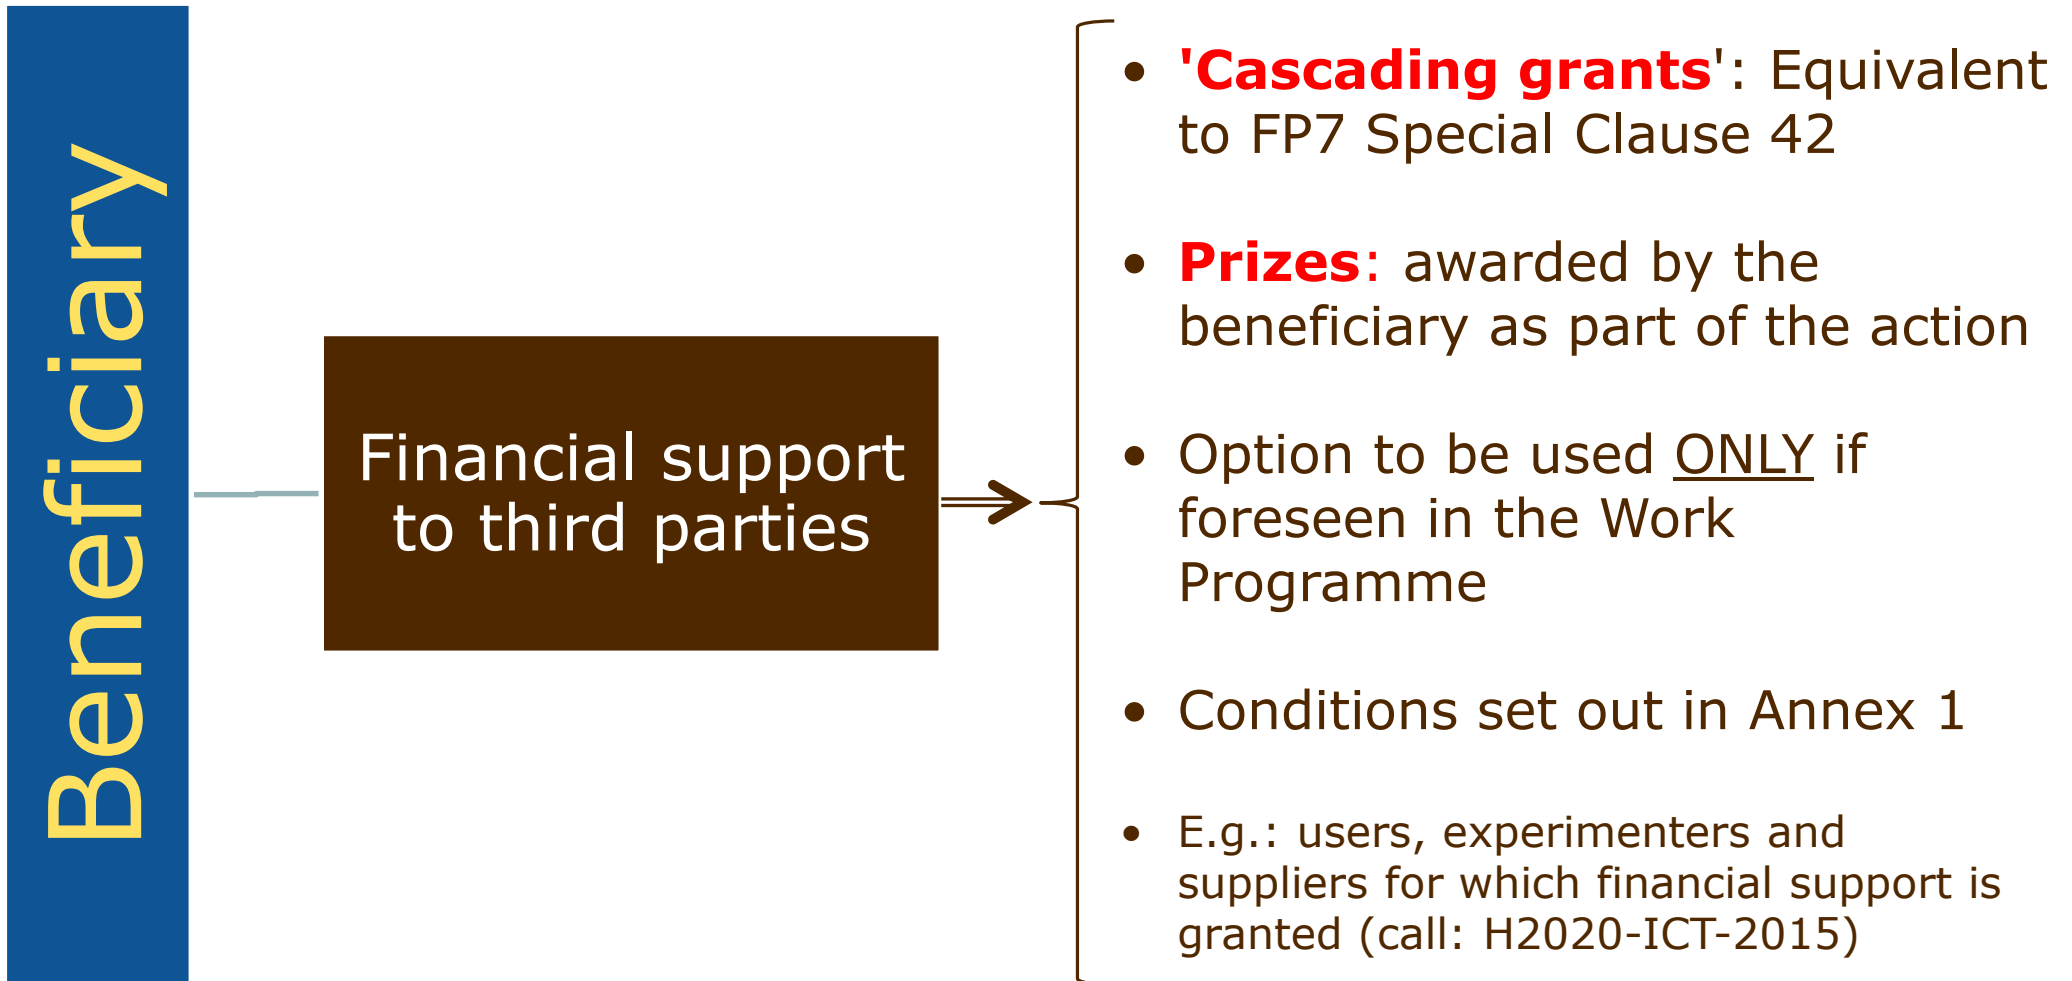 Beneficiary
Financial support
to third parties
• 'Cascading grants': Equivalent
to FP7 Special Clause 42
• Prizes: awarded by the
beneficiary as part of the action
• Option to be used ONLY if
foreseen in the Work
Programme
• Conditions set out in Annex 1
• E.g.: users, experimenters and
suppliers for which financial support is
granted (call: H2020-ICT-2015)